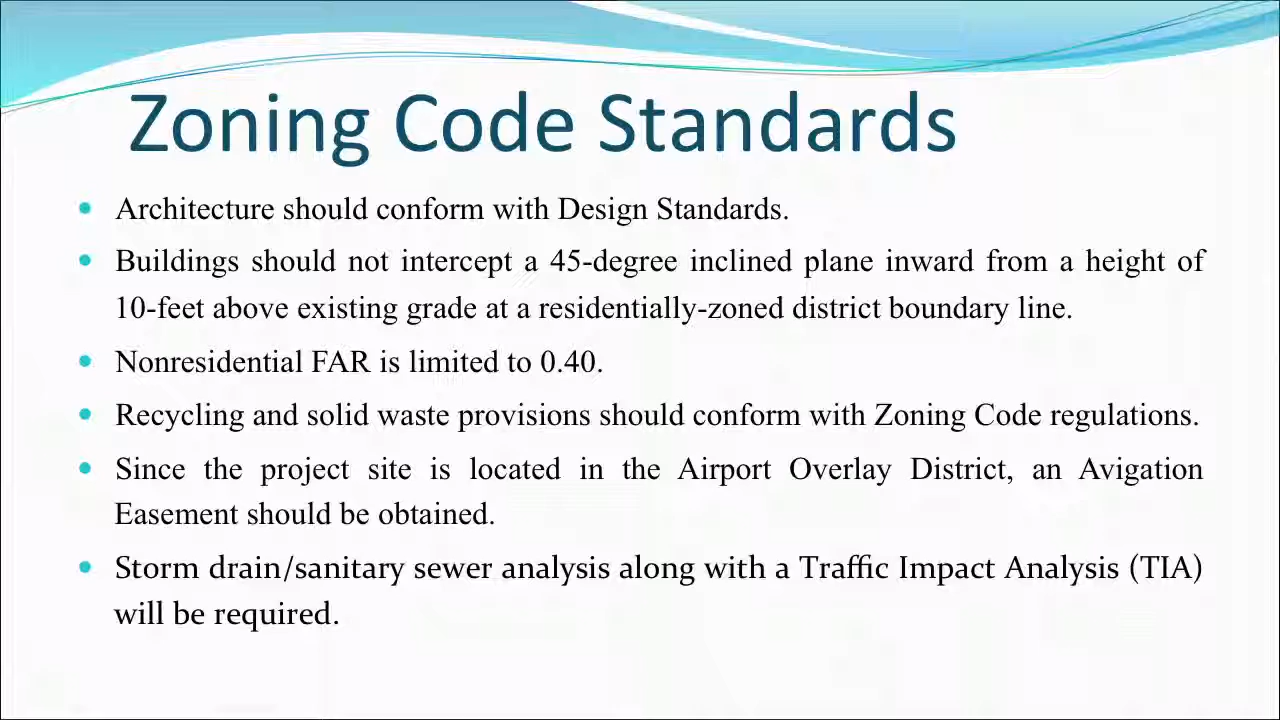 Zoning Code Standards
Architecture should conform with Design Standards.
Buildings should not intercept a 45-degree inclined plane inward from a height of
10-feet above existing grade at a residentially-zoned district boundary line.
Nonresidential FAR is limited to 0.40.
Recycling and solid waste provisions should conform with Zoning Code regulations.
Since the project site is located in the Airport Overlay District, an Avigation
Easement should be obtained.
Storm drain/sanitary sewer analysis along with a Traffic Impact Analysis (TIA)
will be required.